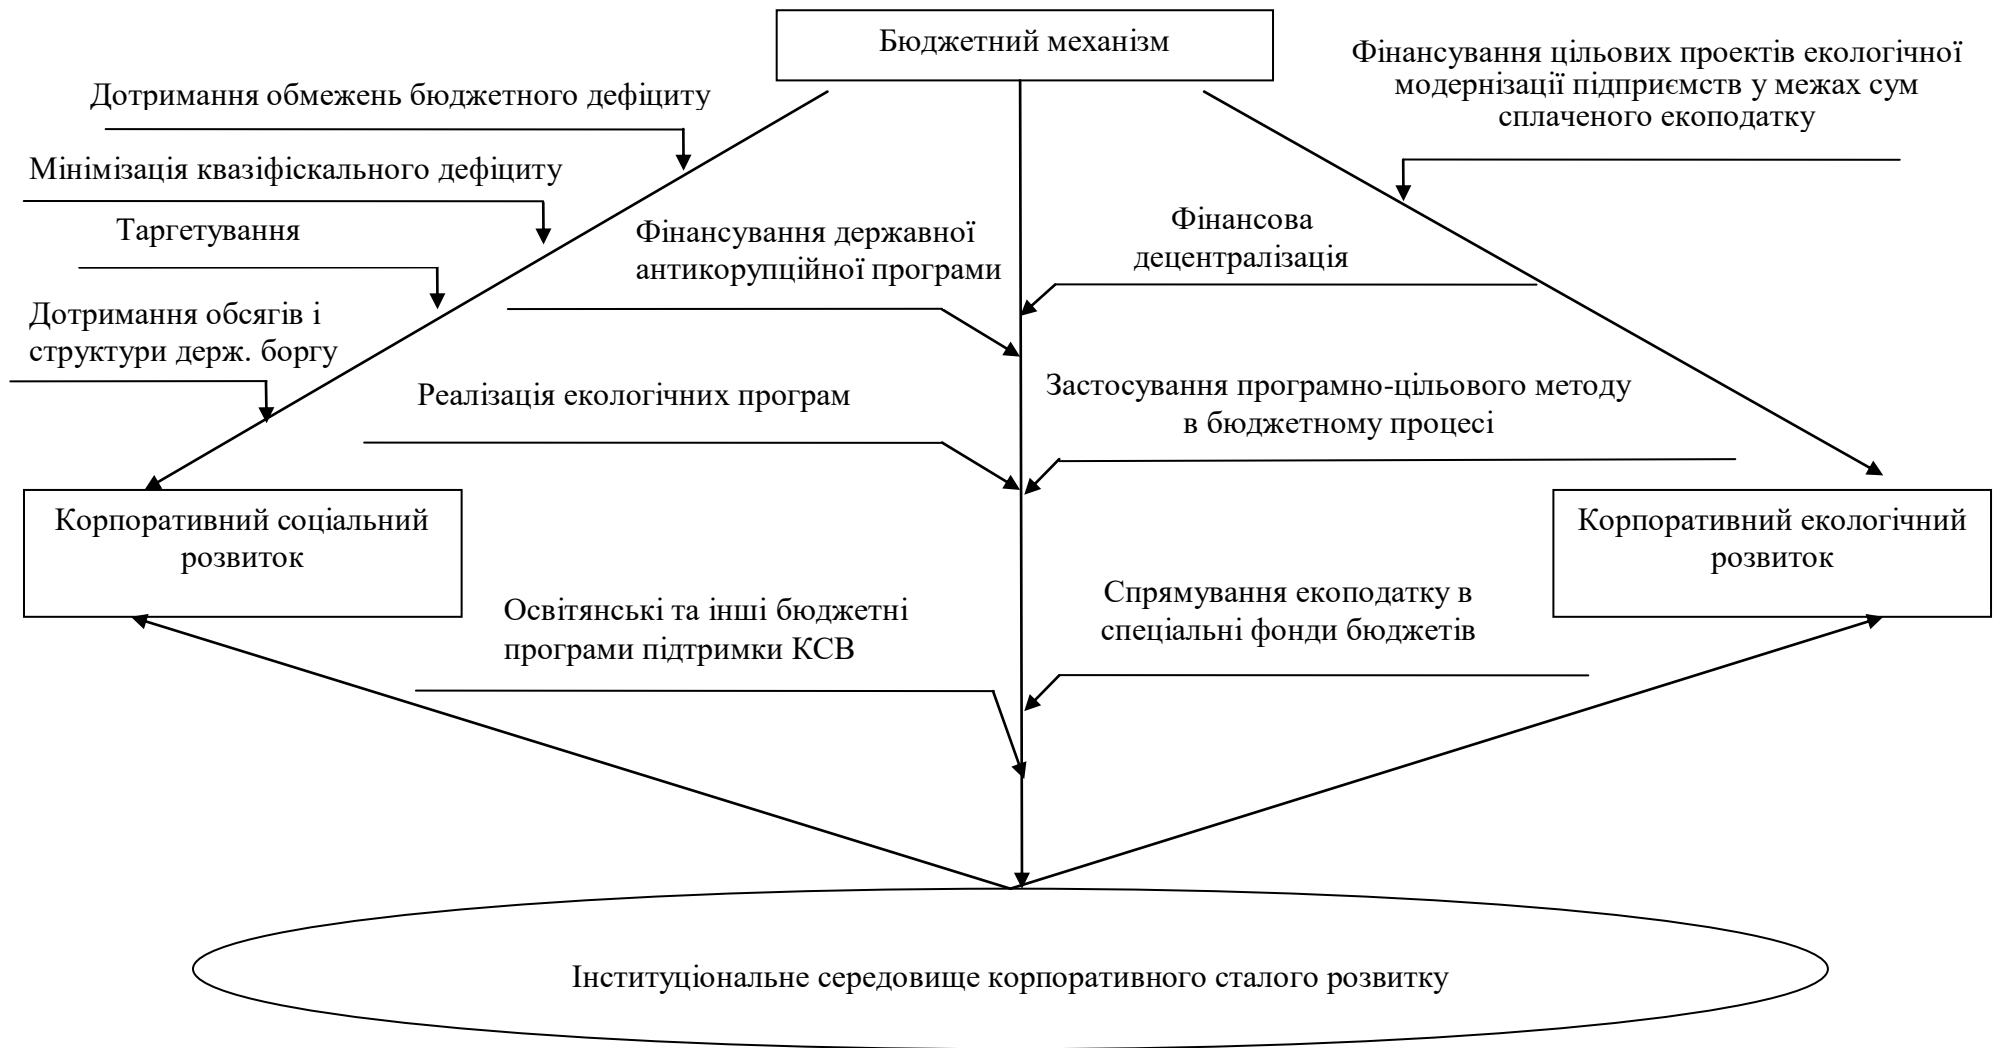 Бюджетний механізм
Фінансування цільових проектів екологічної
модернізації підприємств у межах сум
сплаченого екоподатку
Дотримання обмежень бюджетного дефіциту
Мінімізація квазіфіскального дефіциту
Таргетування
Дотримання обсягів і
структури держ. боргу
Фінансування державної
антикорупційної програми
Фінансова
децентралізація
Реалізація екологічних програм
Застосування програмно-цільового методу
в бюджетному процесі
Корпоративний соціальний
розвиток
Корпоративний екологічний
розвиток
Освітянські та інші бюджетні
програми підтримки КСВ
Спрямування екоподатку в
спеціальні фонди бюджетів
Інституціональне середовище корпоративного сталого розвитку